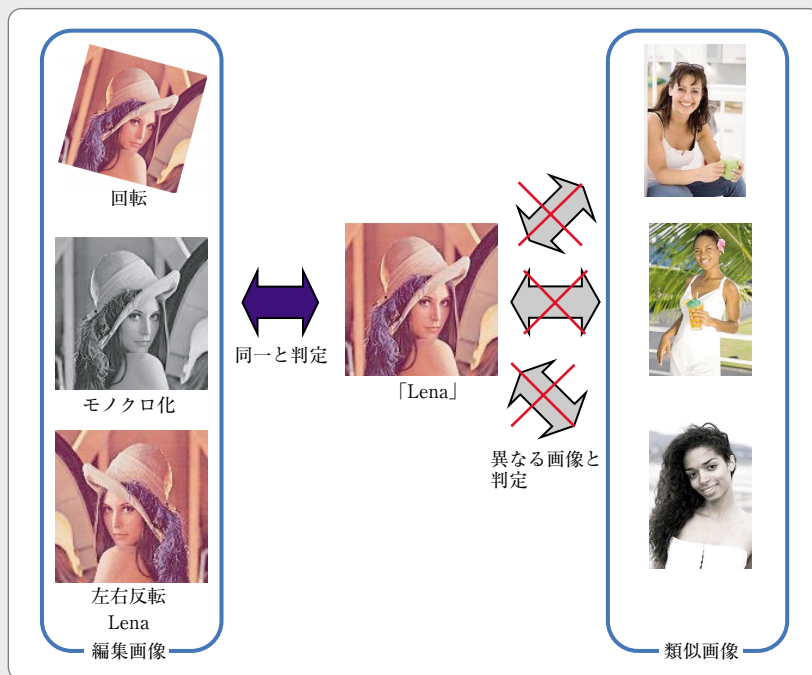 回転
モノクロ化
左右反転
Lena
編集画像
同一と判定
「Lena」
異なる画像と
判定
類似画像